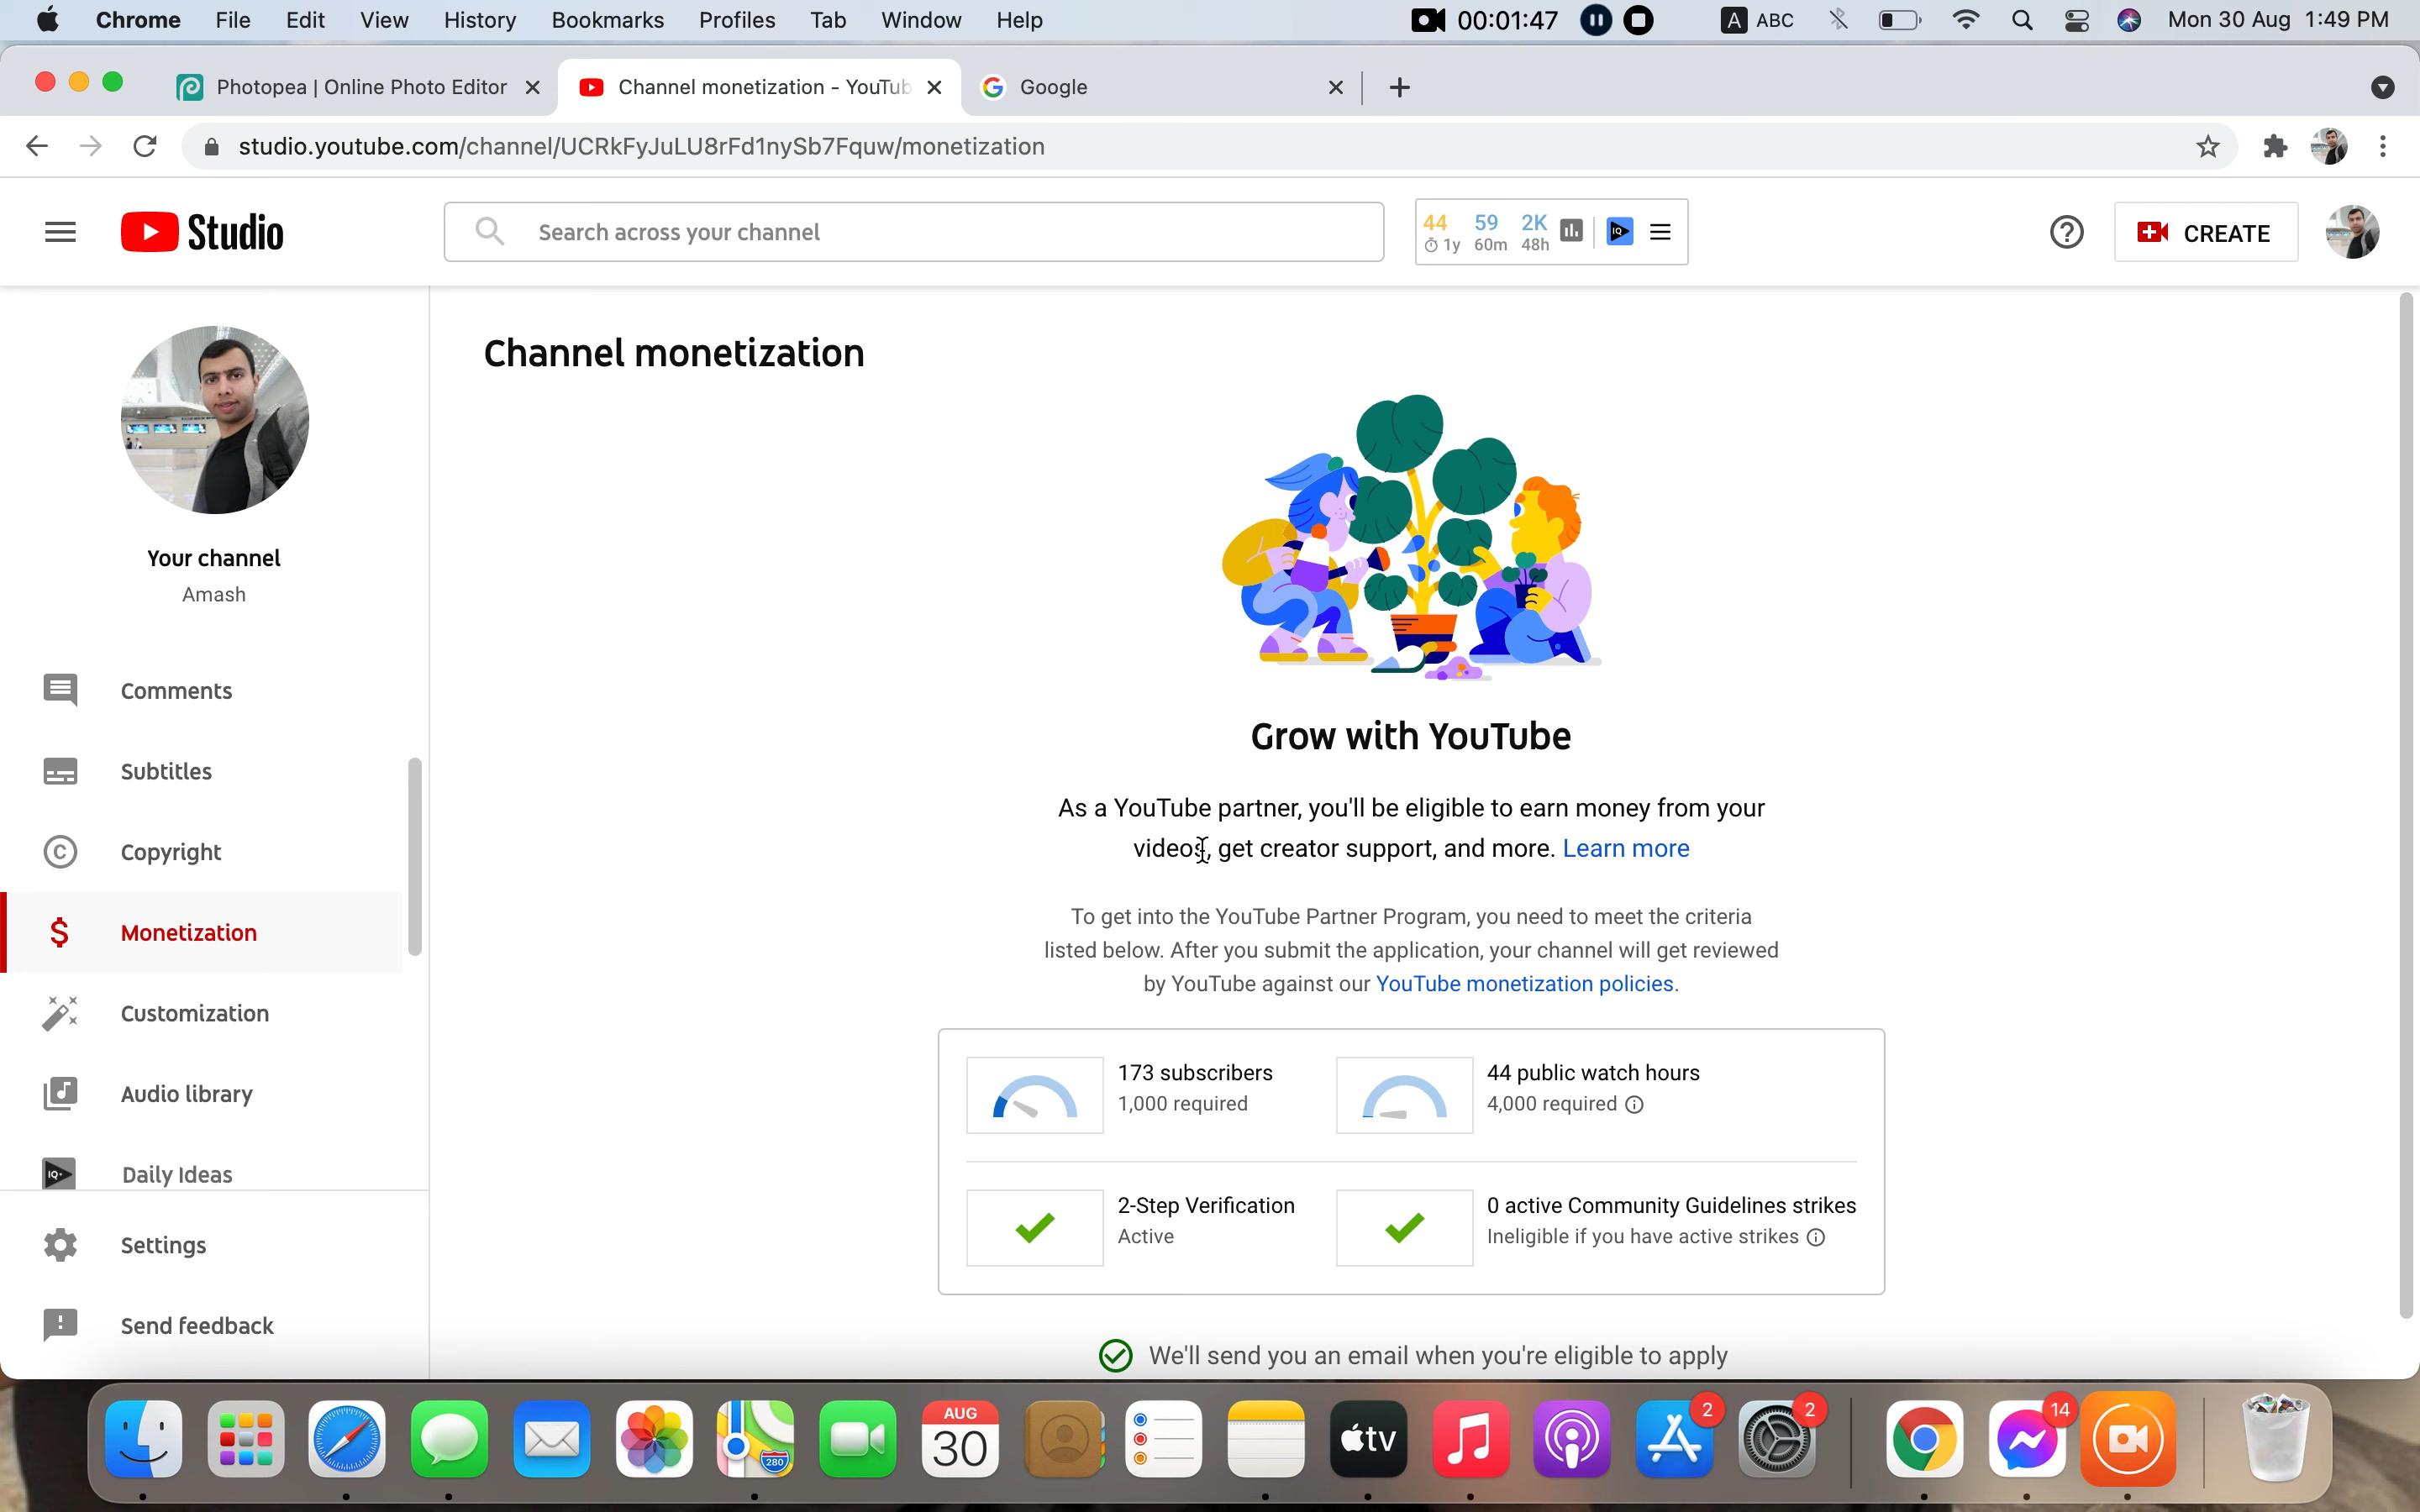 Chrome File Edit View History Bookmarks Profiles Tab Window Help 00:01:47 A ABC Mon 30 Aug 1:49 PM
Photopea | Online Photo Editor Channel monetization - YouTub Google
studio.youtube.com/channel/UCRkFyJuLU8rFd1nySb7Fquw/monetization
Studio Search across your channel 44 59 2K IQ CREATE
1y 60m 48h
Channel monetization
Your channel
Amash
Comments
Subtitles
Copyright
Monetization
Customization
Audio library
IQ Daily Ideas
Settings
Send feedback
Grow with YouTube
As a YouTube partner, you'll be eligible to earn money from your
videos, get creator support, and more. Learn more
To get into the YouTube Partner Program, you need to meet the criteria
listed below. After you submit the application, your channel will get reviewed
by YouTube against our YouTube monetization policies.
173 subscribers 44 public watch hours
1,000 required 4,000 required
2-Step Verification 0 active Community Guidelines strikes
Active Ineligible if you have active strikes
We'll send you an email when you're eligible to apply
AUG 2 2 14
30 tv
280